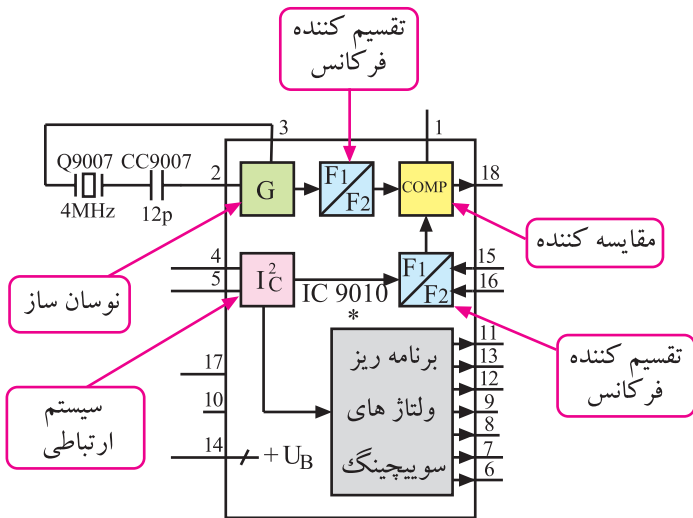 تقسیم کننده
فرکانس
3
1
Q9007
CC9007
2
G
F1
F2
COMP
18
4MHz
12p
مقایسه کننده
4
5
I²C
IC 9010
*
F1
F2
15
16
نوسان ساز
تقسیم کننده
فرکانس
برنامه ریز
ولتاژ های
سوییچینگ
11
13
12
9
8
7
6
17
10
14
+UB
سیستم
ارتباطی